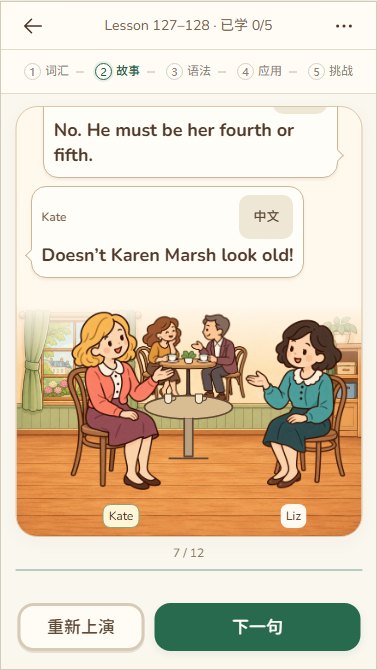 Lesson 127–128 · 已学 0/5
1 词汇 2 故事 3 语法 4 应用 5 挑战
No. He must be her fourth or
fifth.
Kate 中文
Doesn’t Karen Marsh look old!
Kate Liz
7 / 12
重新上演 下一句